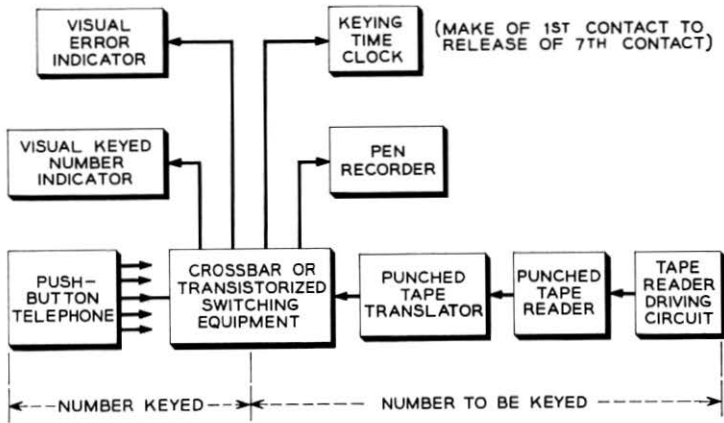 VISUAL
ERROR
INDICATOR
KEYING
TIME
CLOCK
(MAKE OF 1ST CONTACT TO
RELEASE OF 7TH CONTACT)
VISUAL KEYED
NUMBER
INDICATOR
PEN
RECORDER
PUSH-
BUTTON
TELEPHONE
CROSSBAR OR
TRANSISTORIZED
SWITCHING
EQUIPMENT
PUNCHED
TAPE
TRANSLATOR
PUNCHED
TAPE
READER
TAPE
READER
DRIVING
CIRCUIT
NUMBER KEYED
NUMBER TO BE KEYED